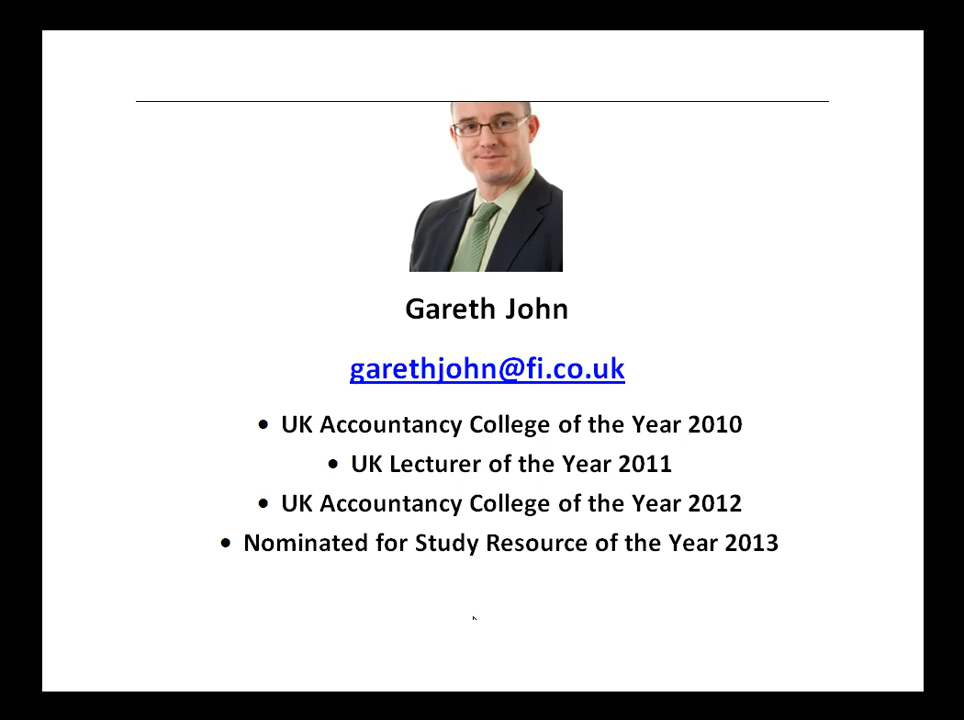 Gareth John
garethjohn@fi.co.uk
• UK Accountancy College of the Year 2010
• UK Lecturer of the Year 2011
• UK Accountancy College of the Year 2012
• Nominated for Study Resource of the Year 2013